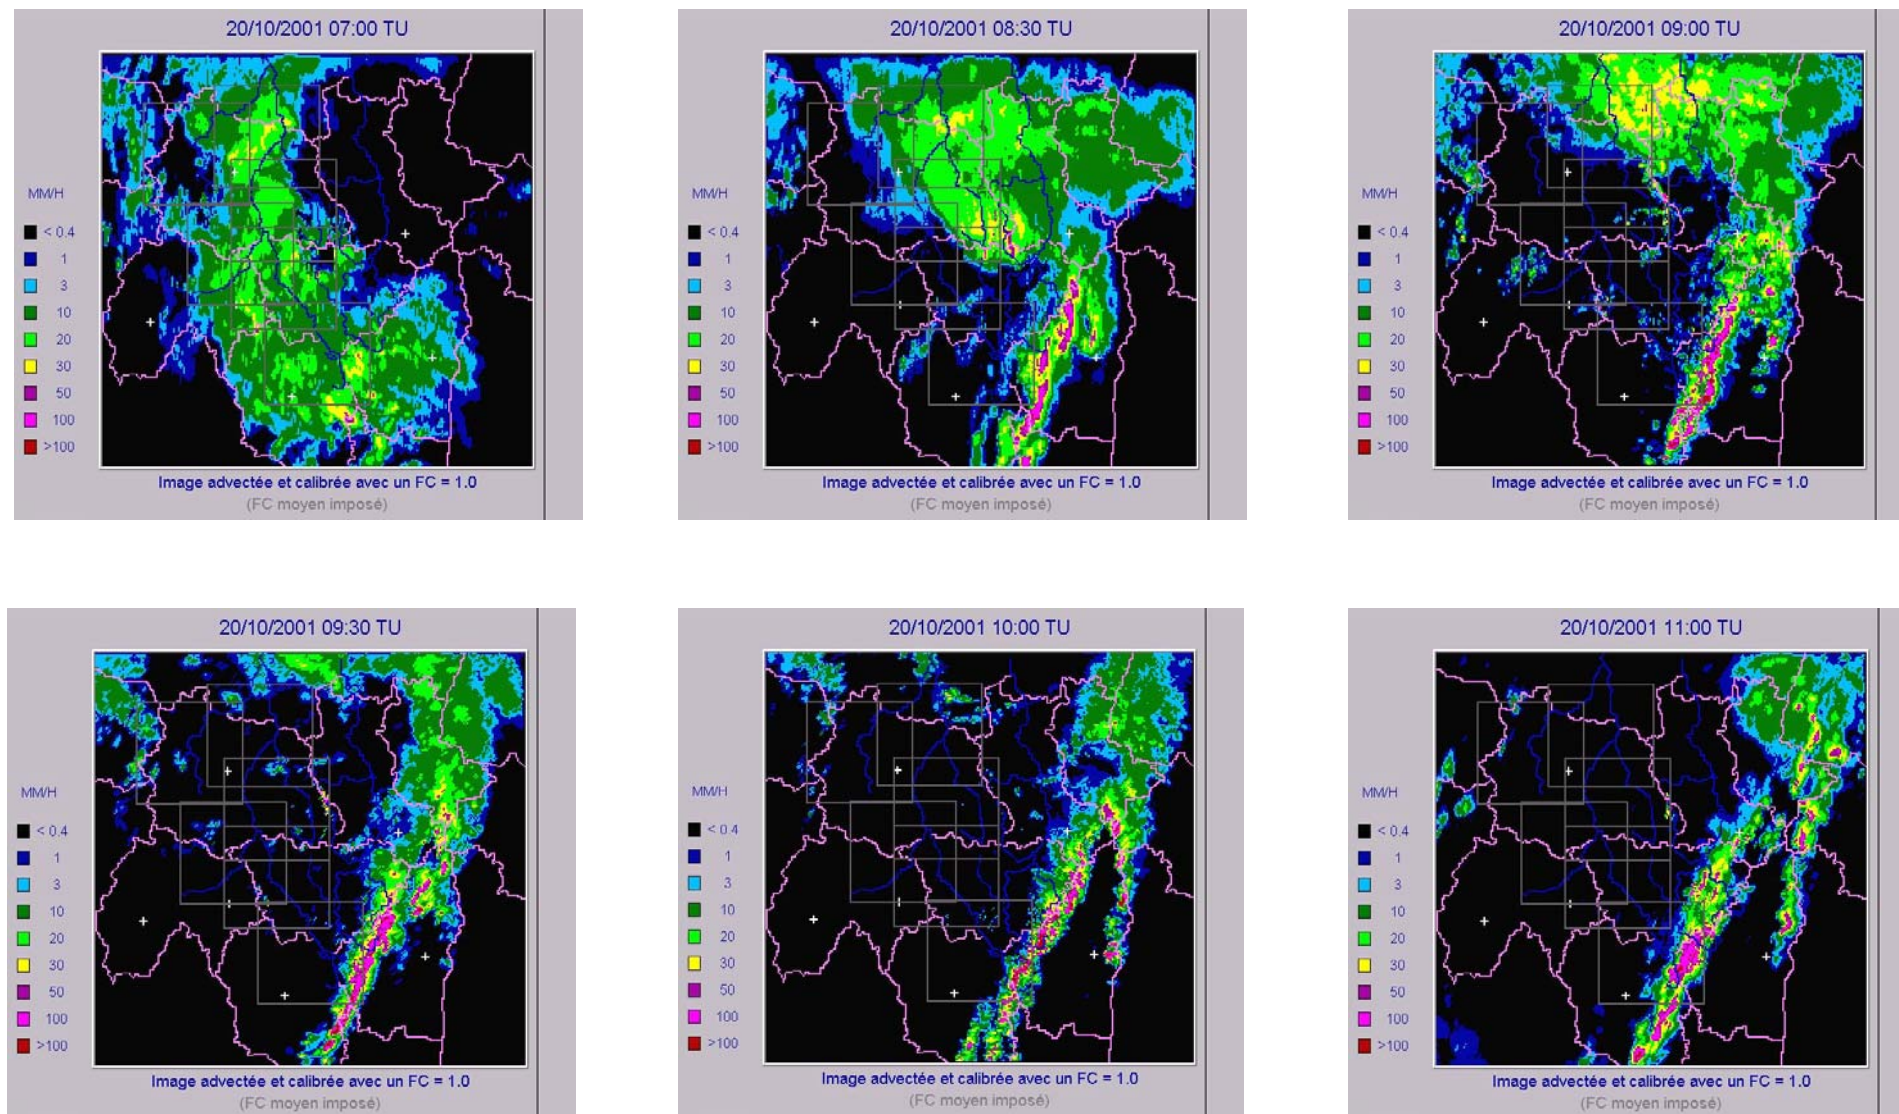 20/10/2001 07:00 TU
MM/H
< 0.4
1
3
10
20
30
50
100
>100
Image advectée et calibrée avec un FC = 1.0
(FC moyen imposé)
20/10/2001 08:30 TU
MM/H
< 0.4
1
3
10
20
30
50
100
>100
Image advectée et calibrée avec un FC = 1.0
(FC moyen imposé)
20/10/2001 09:00 TU
MM/H
< 0.4
1
3
10
20
30
50
100
>100
Image advectée et calibrée avec un FC = 1.0
(FC moyen imposé)
20/10/2001 09:30 TU
MM/H
< 0.4
1
3
10
20
30
50
100
>100
Image advectée et calibrée avec un FC = 1.0
(FC moyen imposé)
20/10/2001 10:00 TU
MM/H
< 0.4
1
3
10
20
30
50
100
>100
Image advectée et calibrée avec un FC = 1.0
(FC moyen imposé)
20/10/2001 11:00 TU
MM/H
< 0.4
1
3
10
20
30
50
100
>100
Image advectée et calibrée avec un FC = 1.0
(FC moyen imposé)